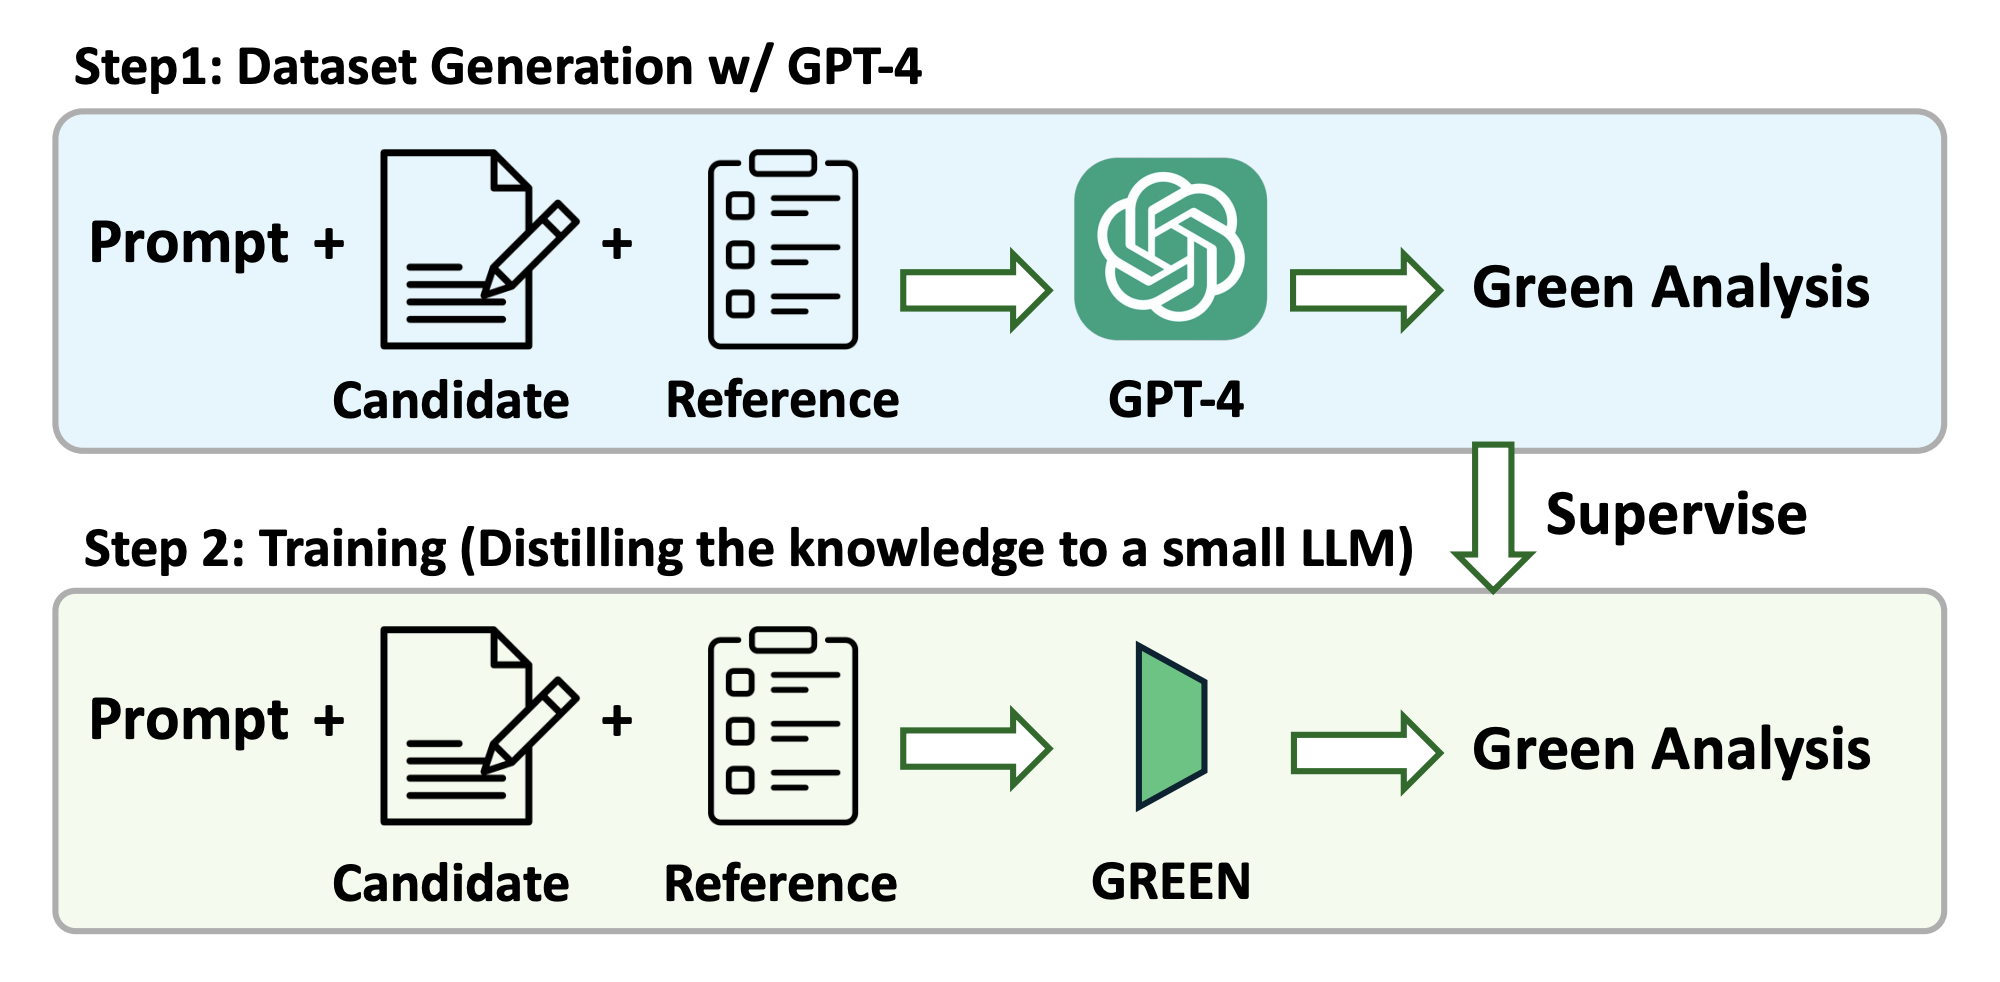 Step1: Dataset Generation w/ GPT-4
Prompt + +
Green Analysis
Candidate Reference GPT-4
Supervise
Step 2: Training (Distilling the knowledge to a small LLM)
Prompt + +
Green Analysis
Candidate Reference GREEN